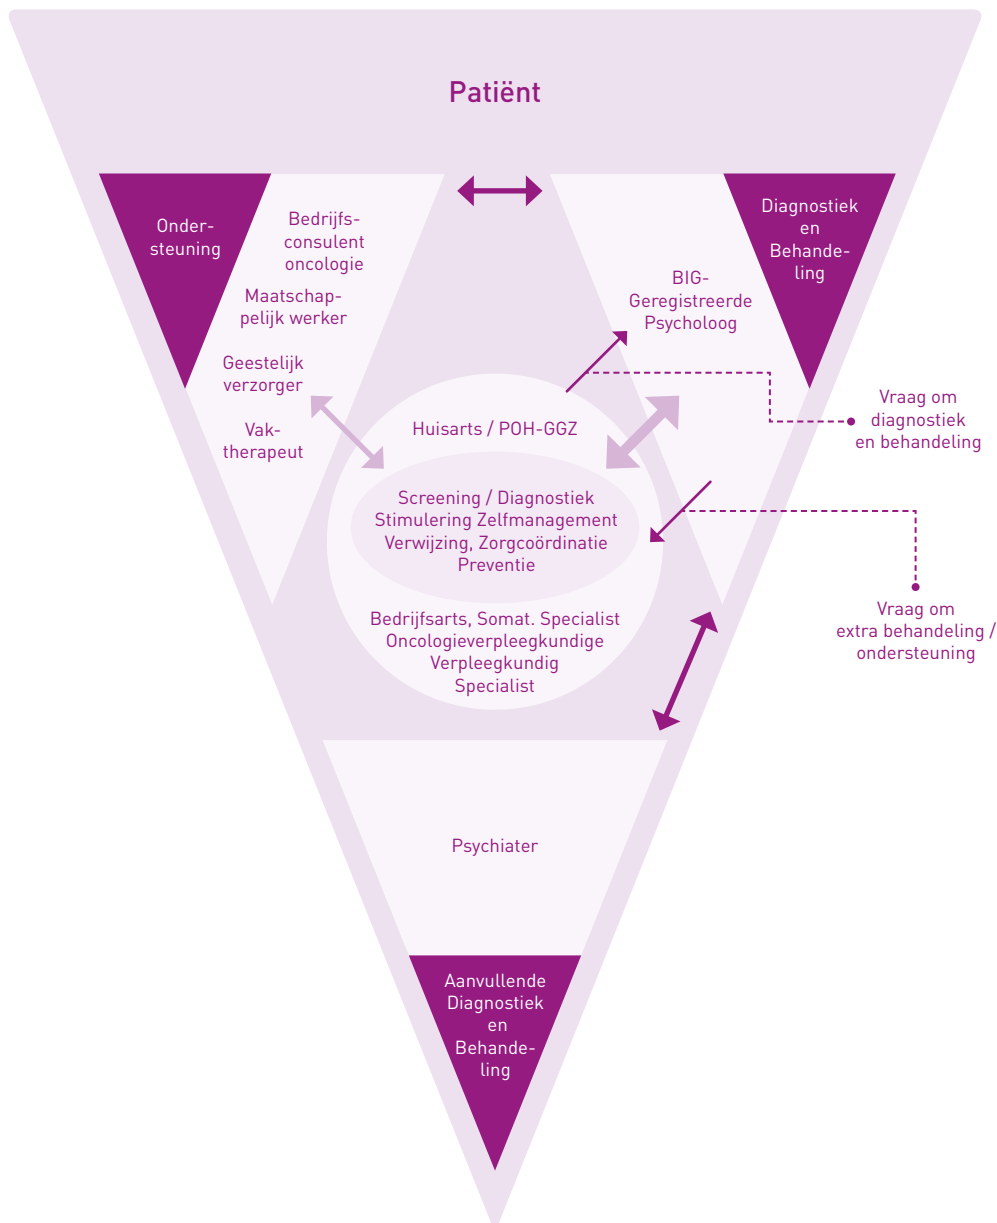 Patiënt
Onder-
steuning
Bedrijfs-
consulent
oncologie
Maatschap-
pelijk werker
Geestelijk
verzorger
Vak-
therapeut
Diagnostiek
en
Behande-
ling
BIG-
Geregistreerde
Psycholoog
Vraag om
diagnostiek
en behandeling
Huisarts / POH-GGZ
Screening / Diagnostiek
Stimulering Zelfmanagement
Verwijzing, Zorgcoördinatie
Preventie
Bedrijfsarts, Somat. Specialist
Oncologieverpleegkundige
Verpleegkundig
Specialist
Vraag om
extra behandeling /
ondersteuning
Psychiater
Aanvullende
Diagnostiek
en
Behande-
ling